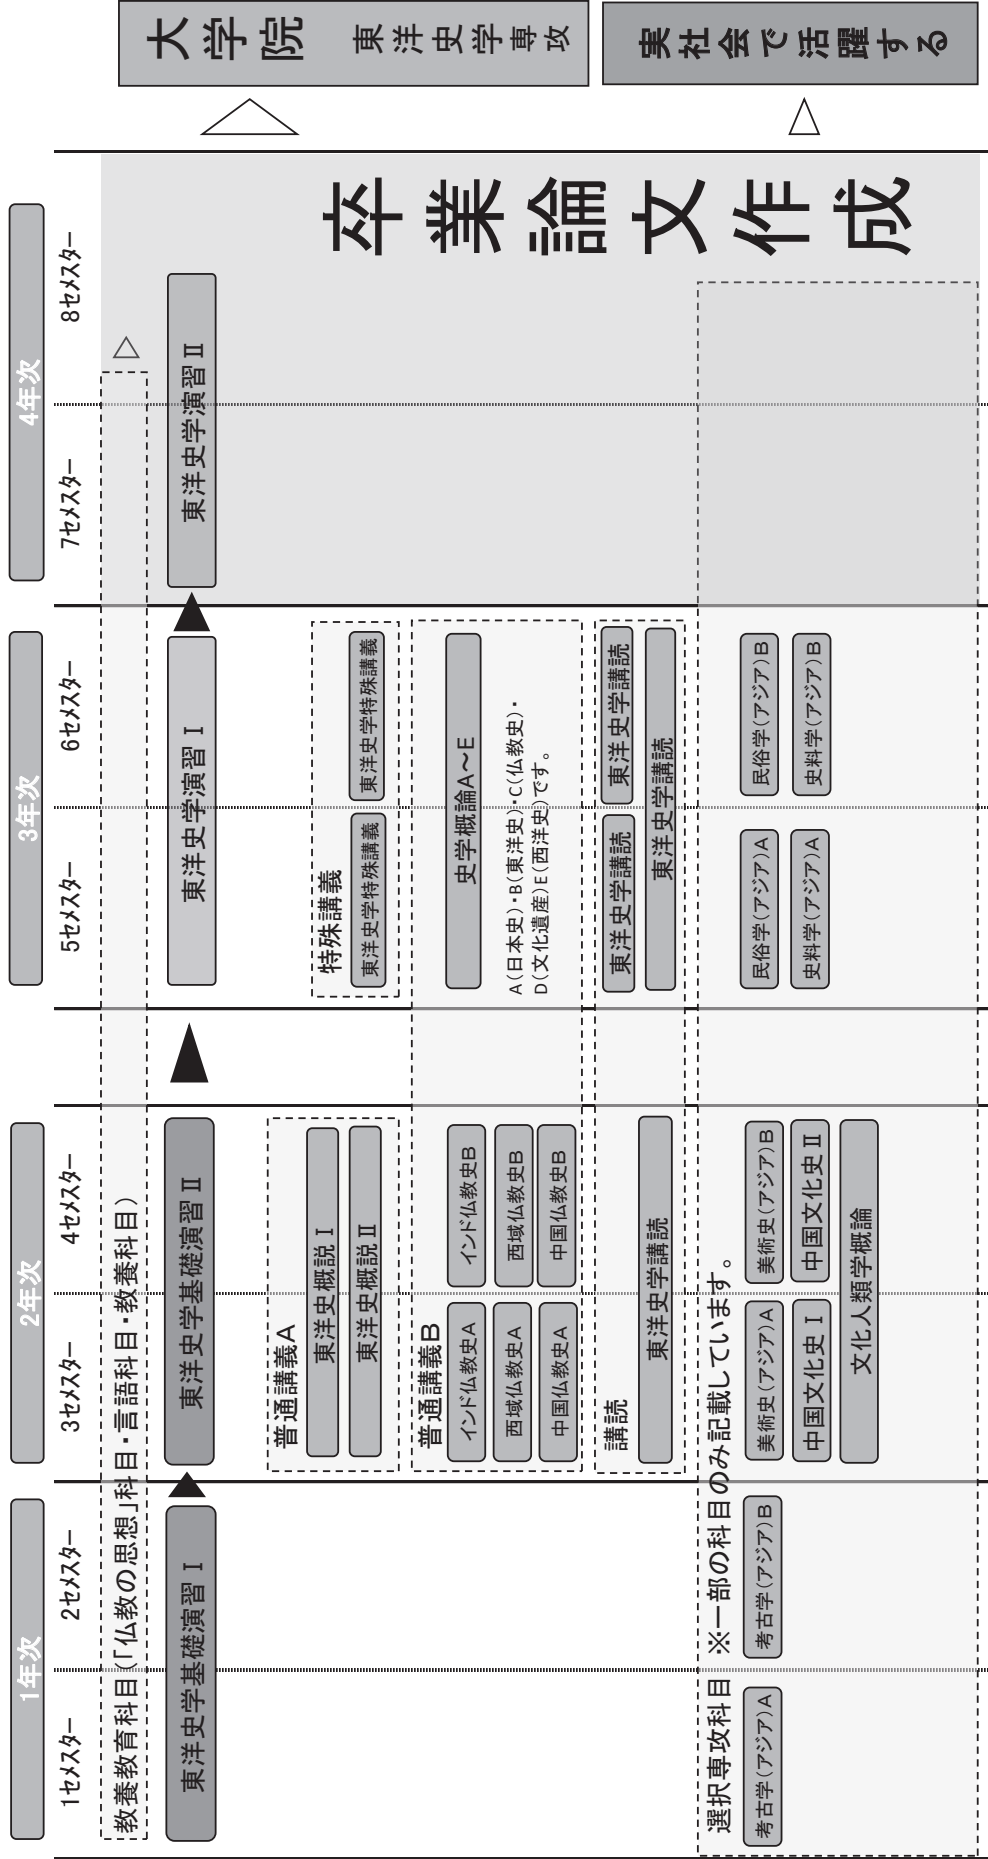 1年次
2年次
3年次
4年次
1セメスター
2セメスター
3セメスター
4セメスター
5セメスター
6セメスター
7セメスター
8セメスター
教養教育科目(「仏教の思想」科目・言語科目・教養科目)
東洋史学基礎演習 Ⅰ
東洋史学基礎演習 Ⅱ
東洋史学演習 Ⅰ
東洋史学演習 Ⅱ
普通講義A
東洋史概説 Ⅰ
東洋史概説 Ⅱ
特殊講義
東洋史学特殊講義
東洋史学特殊講義
普通講義B
インド仏教史A
インド仏教史B
西域仏教史A
西域仏教史B
中国仏教史A
中国仏教史B
史学概論A〜E
A(日本史)・B(東洋史)・C(仏教史)・
D(文化遺産)E(西洋史)です。
講読
東洋史学講読
東洋史学講読
東洋史学講読
東洋史学講読
選択専攻科目 ※一部の科目のみ記載しています。
考古学(アジア)A
考古学(アジア)B
美術史(アジア)A
美術史(アジア)B
中国文化史 Ⅰ
中国文化史 Ⅱ
文化人類学概論
民俗学(アジア)A
民俗学(アジア)B
史料学(アジア)A
史料学(アジア)B
卒業論文作成
大学院 東洋史学専攻
実社会で活躍する